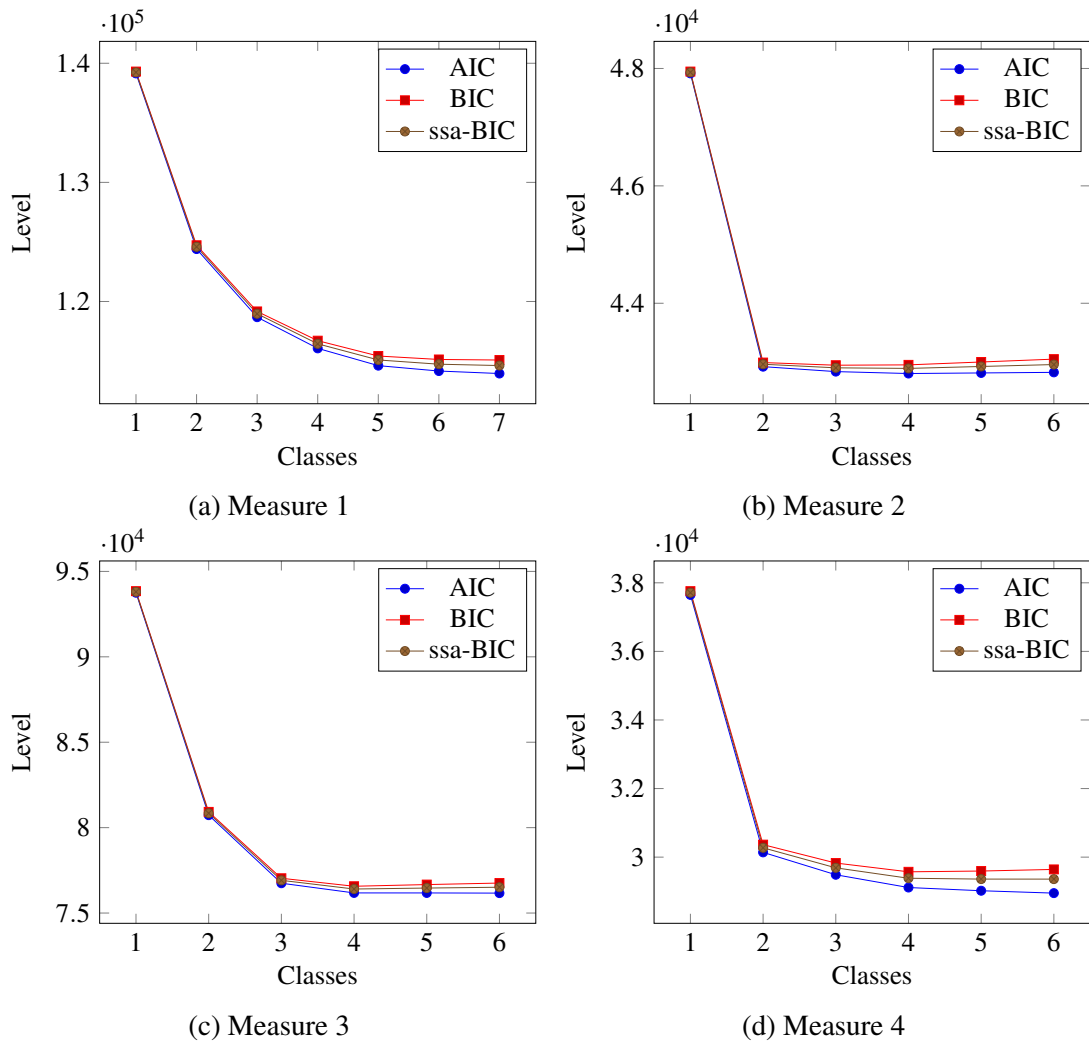 ·10^5
1.4
1.3
1.2
Level
1 2 3 4 5 6 7
Classes
AIC
BIC
ssa-BIC
(a) Measure 1
·10^4
4.8
4.6
4.4
Level
1 2 3 4 5 6
Classes
AIC
BIC
ssa-BIC
(b) Measure 2
·10^4
9.5
9
8.5
8
7.5
Level
1 2 3 4 5 6
Classes
AIC
BIC
ssa-BIC
(c) Measure 3
·10^4
3.8
3.6
3.4
3.2
3
Level
1 2 3 4 5 6
Classes
AIC
BIC
ssa-BIC
(d) Measure 4